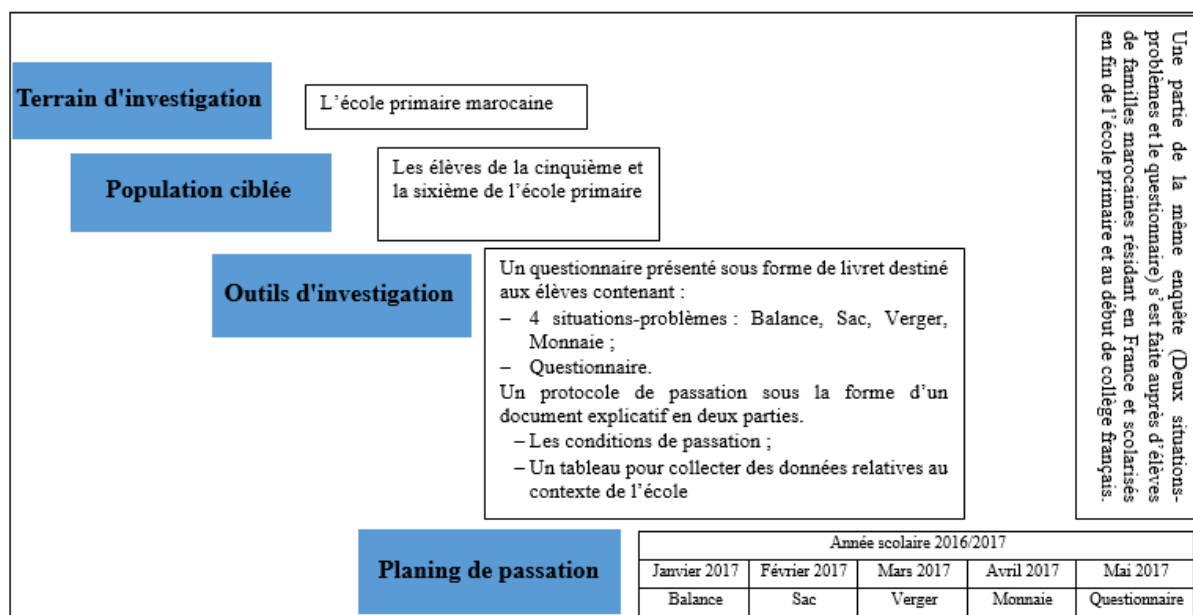 Terrain d'investigation
L'école primaire marocaine
Population ciblée
Les élèves de la cinquième et
la sixième de l'école primaire
Outils d'investigation
Un questionnaire présenté sous forme de livret destiné
aux élèves contenant :
– 4 situations-problèmes : Balance, Sac, Verger,
Monnaie ;
– Questionnaire.
Un protocole de passation sous la forme d'un
document explicatif en deux parties.
– Les conditions de passation ;
– Un tableau pour collecter des données relatives au
contexte de l'école
Planing de passation
Année scolaire 2016/2017
Janvier 2017 Février 2017 Mars 2017 Avril 2017 Mai 2017
Balance Sac Verger Monnaie Questionnaire
Une partie de la même enquête (Deux situations-
problèmes et le questionnaire) s'est faite auprès d'élèves
de familles marocaines résidant en France et scolarisés
en fin de l'école primaire et au début de collège français.